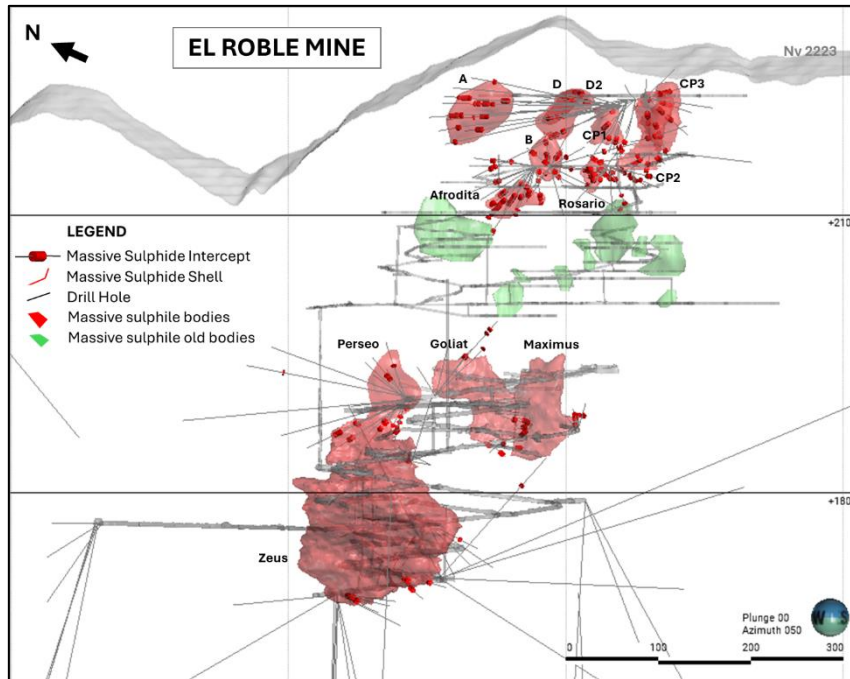 N
EL ROBLE MINE
Nv 2223
A
D
D2
CP3
CP1
B
CP2
Afrodita
Rosario
+210
LEGEND
Massive Sulphide Intercept
Massive Sulphide Shell
Drill Hole
Massive sulphile bodies
Massive sulphile old bodies
Perseo
Goliat
Maximus
+180
Zeus
Plunge 00
Azimuth 050
W
S
0
100
200
300